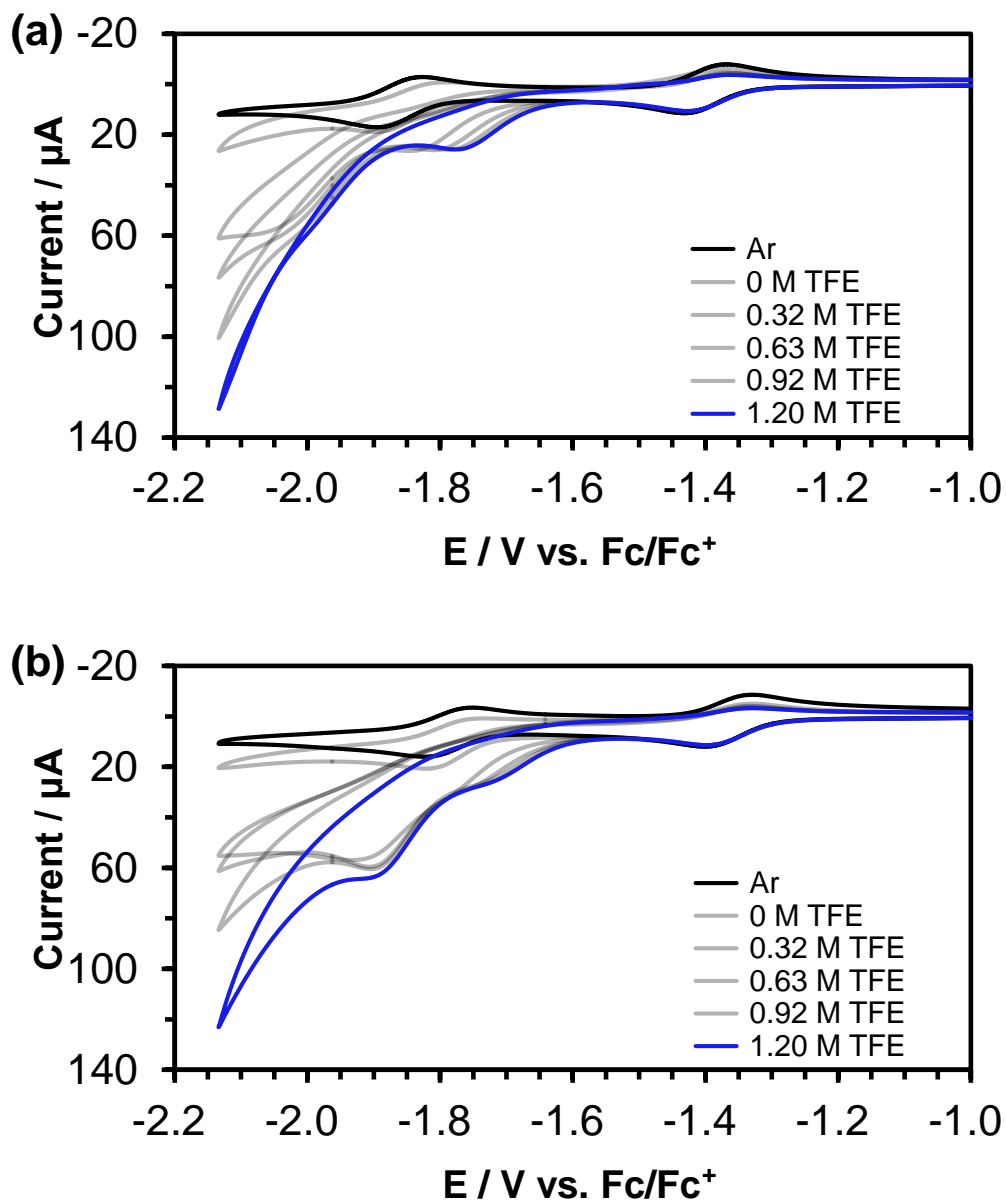 (a)
-20
20
60
100
140
Current / µA
Ar
0 M TFE
0.32 M TFE
0.63 M TFE
0.92 M TFE
1.20 M TFE
-2.2 -2.0 -1.8 -1.6 -1.4 -1.2 -1.0
E / V vs. Fc/Fc⁺
(b)
-20
20
60
100
140
Current / µA
Ar
0 M TFE
0.32 M TFE
0.63 M TFE
0.92 M TFE
1.20 M TFE
-2.2 -2.0 -1.8 -1.6 -1.4 -1.2 -1.0
E / V vs. Fc/Fc⁺